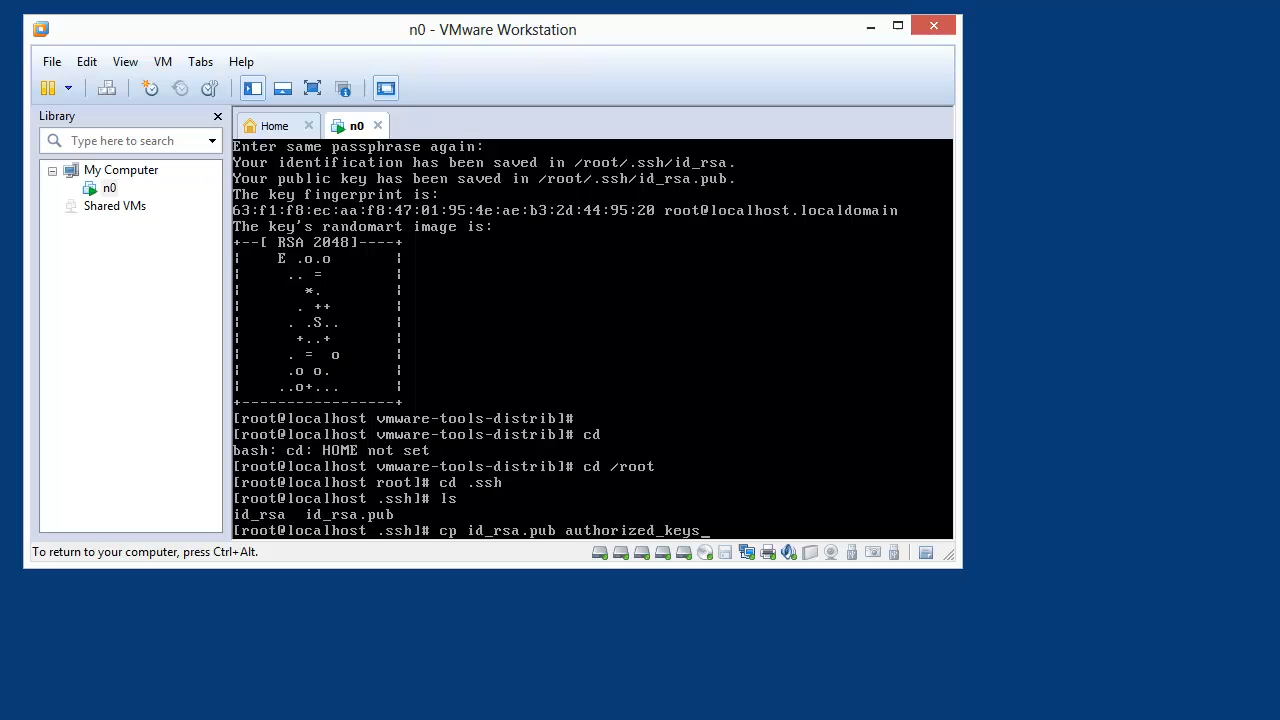 n0 - VMware Workstation
File Edit View VM Tabs Help
Library
Type here to search
My Computer
n0
Shared VMs
Home
n0
Enter same passphrase again:
Your identification has been saved in /root/.ssh/id_rsa.
Your public key has been saved in /root/.ssh/id_rsa.pub.
The key fingerprint is:
63:f1:f8:ec:aa:f8:47:01:95:4e:ae:b3:2d:44:95:20 root@localhost.localdomain
The key's randomart image is:
+--[ RSA 2048]----+
|    E .o.o       |
|     .. =        |
|       *.        |
|      . ++       |
|     . .S..      |
|      +..+       |
|     . =  o      |
|     .o o.       |
|    ..o+...      |
+-----------------+
[root@localhost vmware-tools-distrib]#
[root@localhost vmware-tools-distrib]# cd
bash: cd: HOME not set
[root@localhost vmware-tools-distrib]# cd /root
[root@localhost root]# cd .ssh
[root@localhost .ssh]# ls
id_rsa  id_rsa.pub
[root@localhost .ssh]# cp id_rsa.pub authorized_keys_
To return to your computer, press Ctrl+Alt.